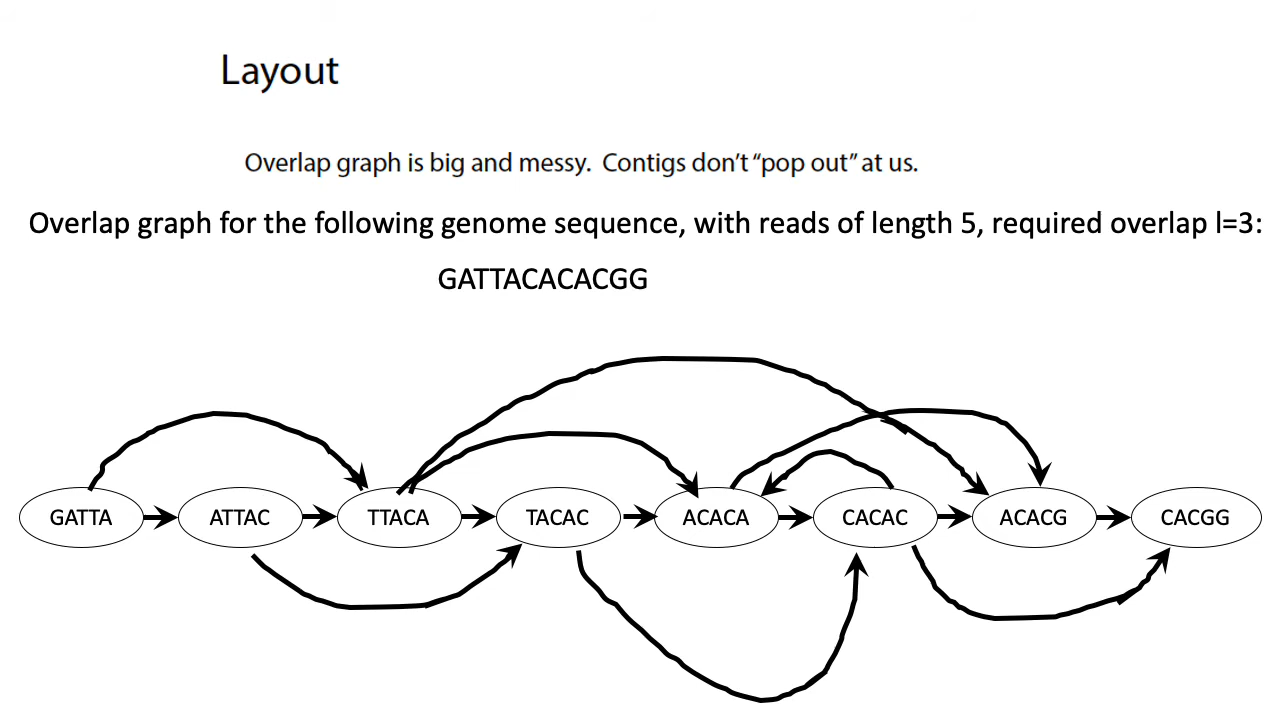 Layout
Overlap graph is big and messy. Contigs don't “pop out” at us.
Overlap graph for the following genome sequence, with reads of length 5, required overlap l=3:
GATTACACACGG
GATTA ATTAC TTACA TACAC ACACA CACAC ACACG CACGG